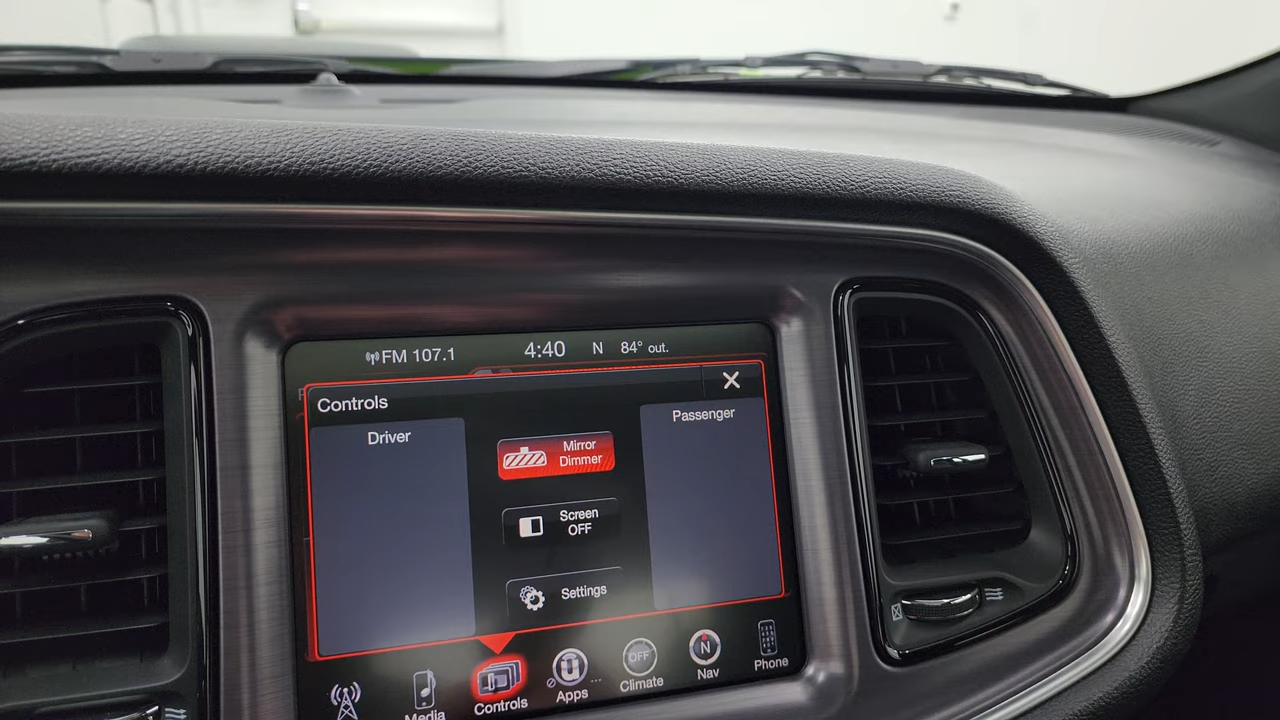 FM 107.1 4:40 N 84° out.
Controls
Driver
Passenger
Mirror
Dimmer
Screen
OFF
Settings
Media
Controls
Apps
OFF
Climate
N
Nav
Phone